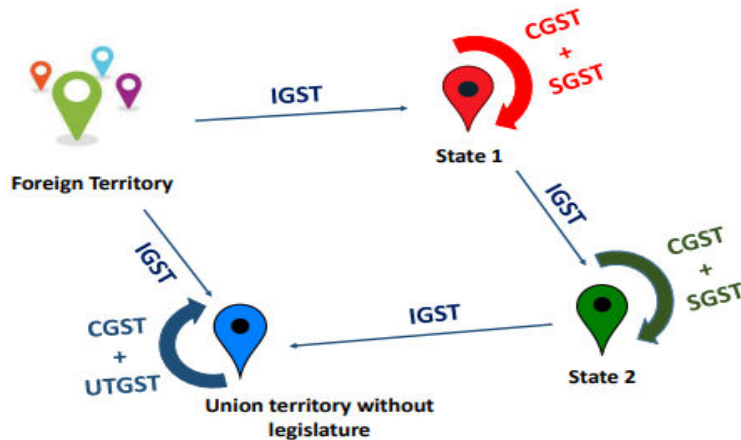 CGST
+
SGST
IGST
State 1
Foreign Territory
IGST
IGST
CGST
+
SGST
CGST
+
UTGST
IGST
State 2
Union territory without
legislature